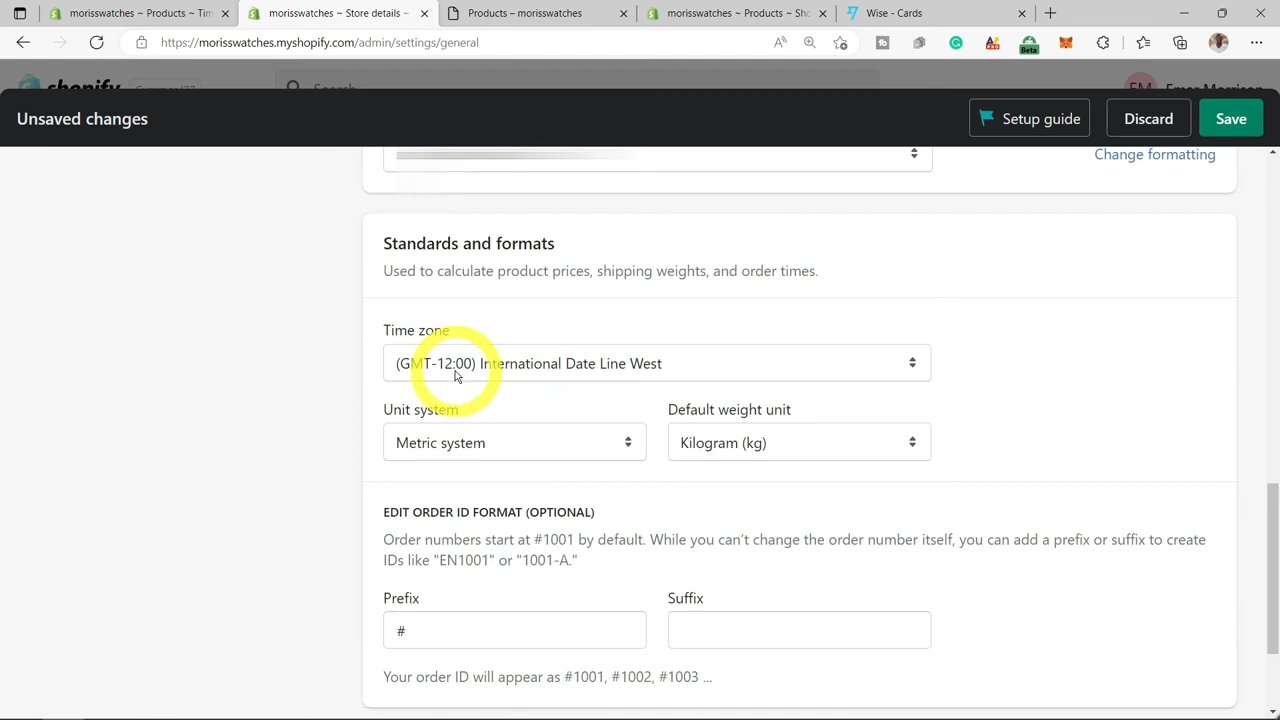 morisswatches ~ Products ~ Tim
morisswatches ~ Store details ~
Products – morisswatches
morisswatches ~ Products ~ Sho
Wise - Cards
https://morisswatches.myshopify.com/admin/settings/general
Beta
shopify
Search
EM
Unsaved changes
Setup guide
Discard
Save
Change formatting
Standards and formats
Used to calculate product prices, shipping weights, and order times.
Time zone
(GMT-12:00) International Date Line West
Unit system
Default weight unit
Metric system
Kilogram (kg)
EDIT ORDER ID FORMAT (OPTIONAL)
Order numbers start at #1001 by default. While you can’t change the order number itself, you can add a prefix or suffix to create
IDs like "EN1001" or "1001-A."
Prefix
Suffix
#
Your order ID will appear as #1001, #1002, #1003 ...